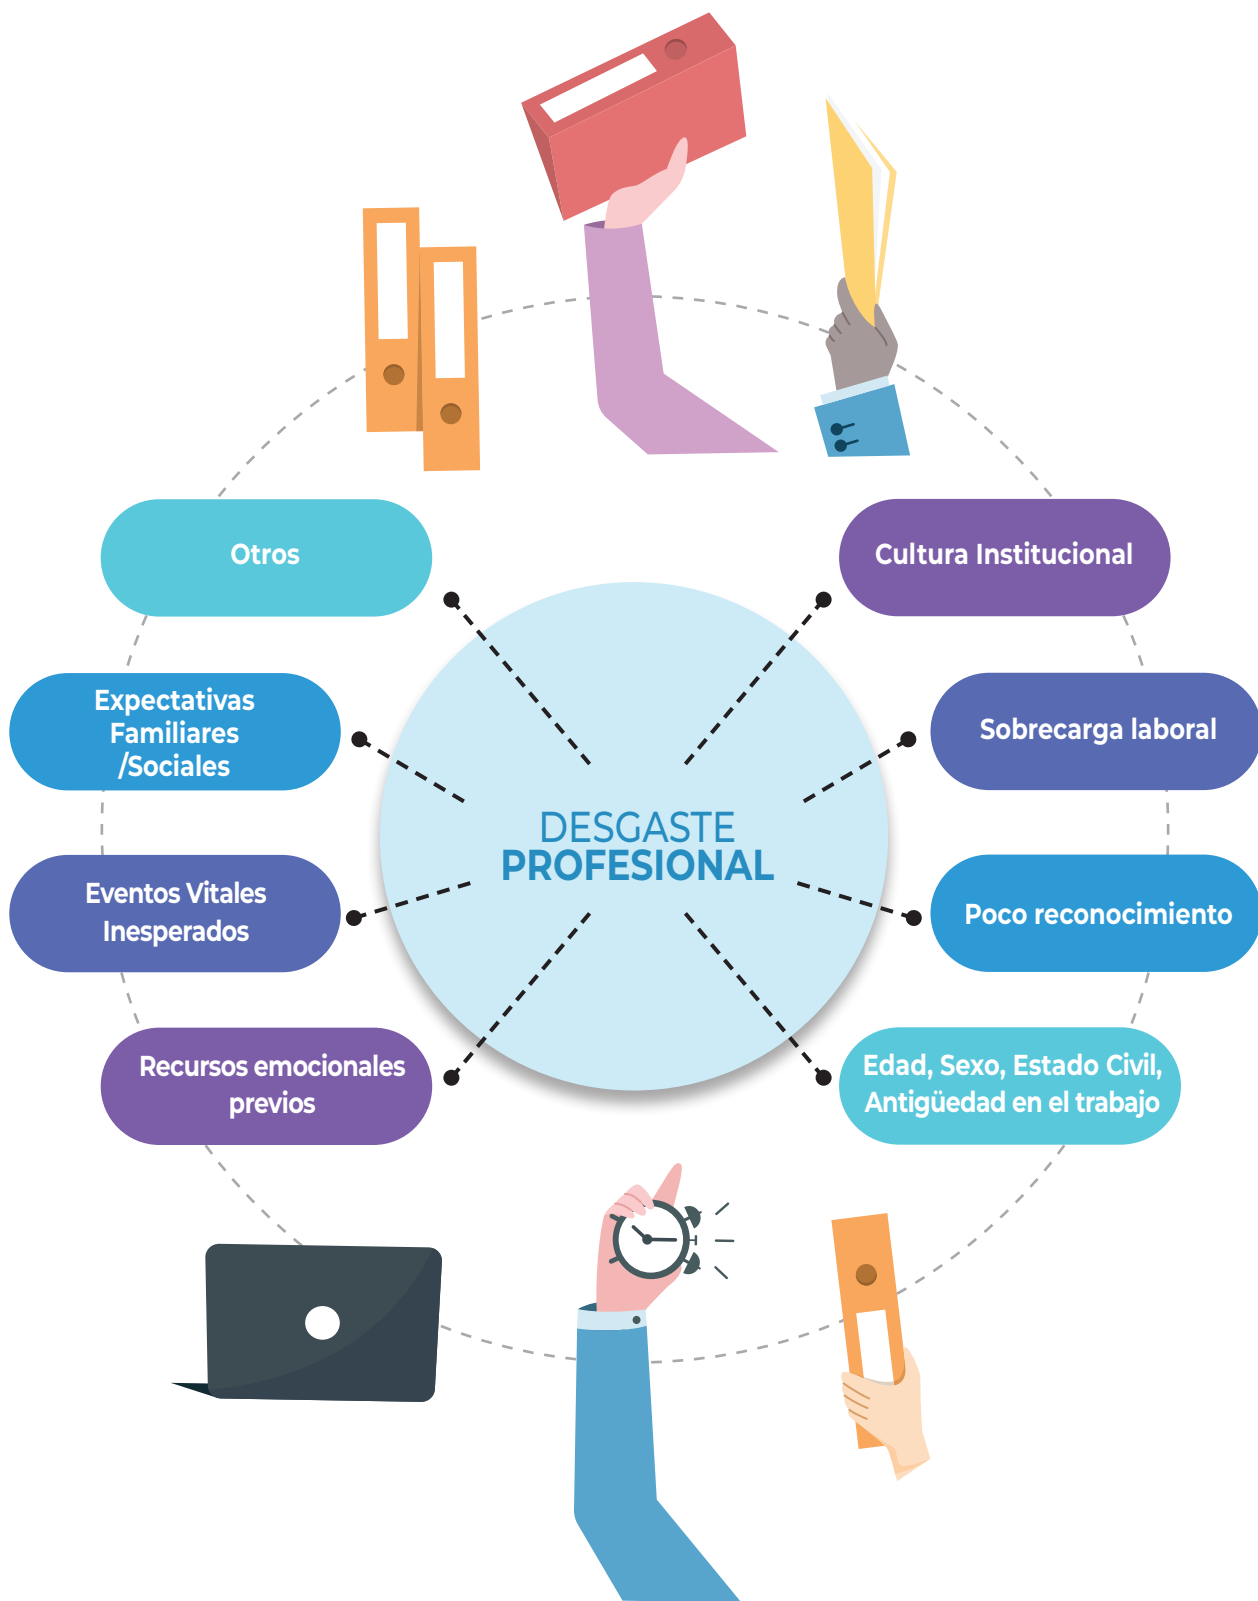 Otros
Cultura Institucional
Expectativas
Familiares
/Sociales
Sobrecarga laboral
DESGASTE
PROFESIONAL
Eventos Vitales
Inesperados
Poco reconocimiento
Recursos emocionales
previos
Edad, Sexo, Estado Civil,
Antigüedad en el trabajo